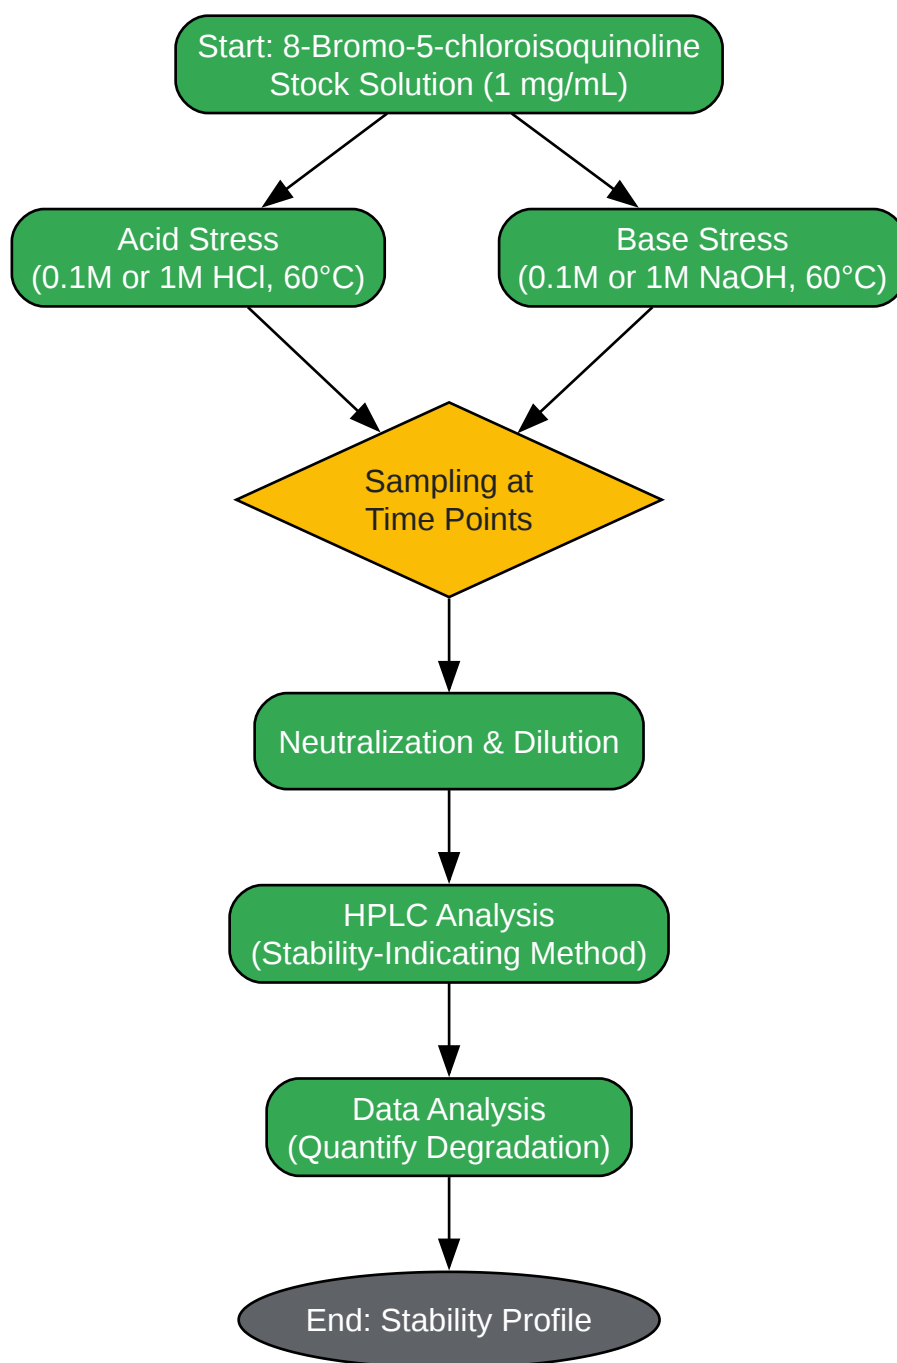 Start: 8-Bromo-5-chloroisoquinoline
Stock Solution (1 mg/mL)
Acid Stress
(0.1M or 1M HCl, 60°C)
Base Stress
(0.1M or 1M NaOH, 60°C)
Sampling at
Time Points
Neutralization & Dilution
HPLC Analysis
(Stability-Indicating Method)
Data Analysis
(Quantify Degradation)
End: Stability Profile